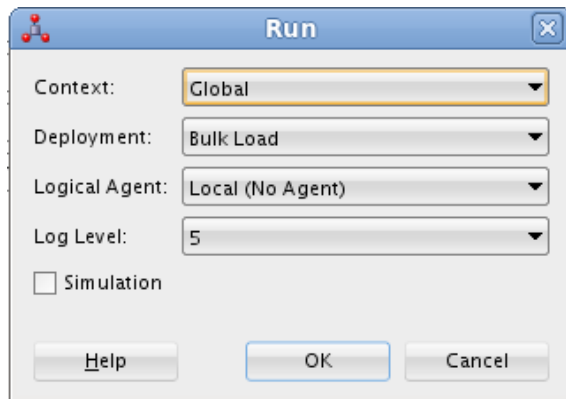 Run
Context: Global
Deployment: Bulk Load
Logical Agent: Local (No Agent)
Log Level: 5
Simulation
Help OK Cancel